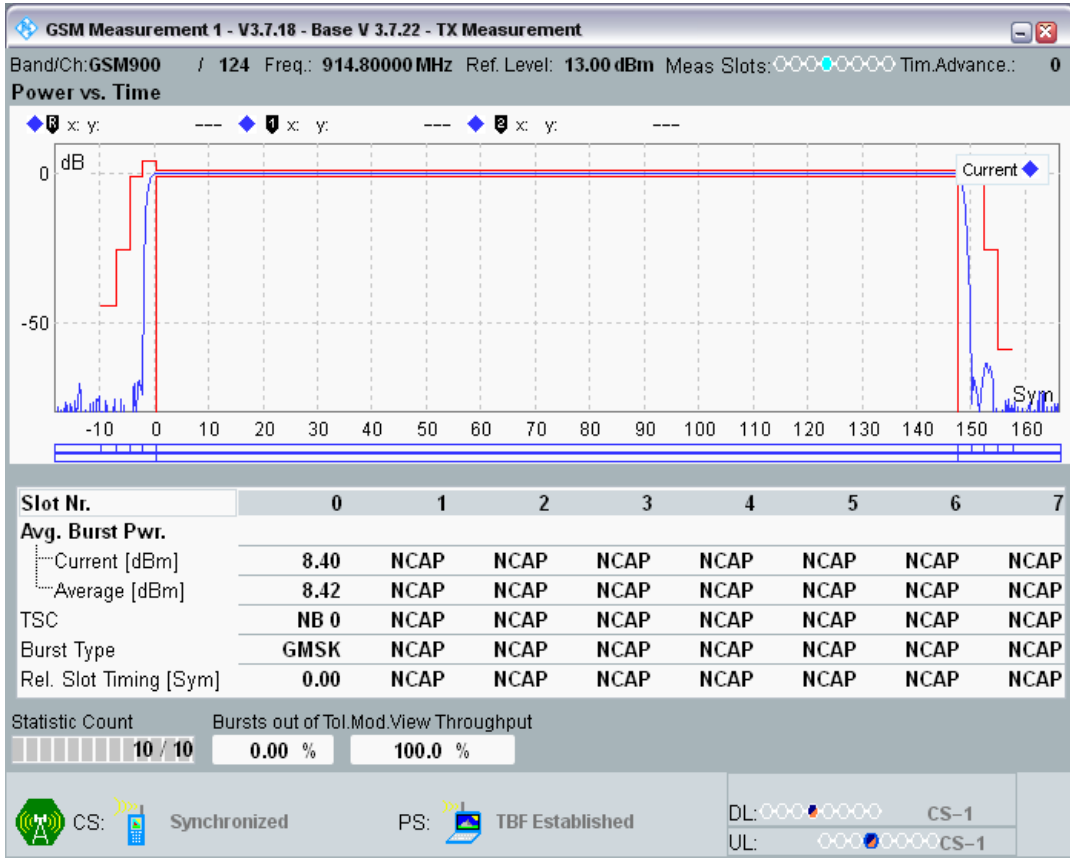 GSM Measurement 1 - V3.7.18 - Base V 3.7.22 - TX Measurement
Band/Ch:GSM900 / 124 Freq.: 914.80000 MHz Ref. Level: 13.00 dBm Meas Slots: Tim.Advance.: 0
Power vs. Time
R x: y: --- 1 x: y: --- 2 x: y: ---
dB
Current
0
-50
Sym
-10 0 10 20 30 40 50 60 70 80 90 100 110 120 130 140 150 160
Slot Nr. 0 1 2 3 4 5 6 7
Avg. Burst Pwr.
Current [dBm] 8.40 NCAP NCAP NCAP NCAP NCAP NCAP NCAP
Average [dBm] 8.42 NCAP NCAP NCAP NCAP NCAP NCAP NCAP
TSC NB 0 NCAP NCAP NCAP NCAP NCAP NCAP NCAP
Burst Type GMSK NCAP NCAP NCAP NCAP NCAP NCAP NCAP
Rel. Slot Timing [Sym] 0.00 NCAP NCAP NCAP NCAP NCAP NCAP NCAP
Statistic Count Bursts out of Tol.Mod.View Throughput
10 / 10 0.00 % 100.0 %
CS: Synchronized PS: TBF Established
DL: CS-1
UL: CS-1